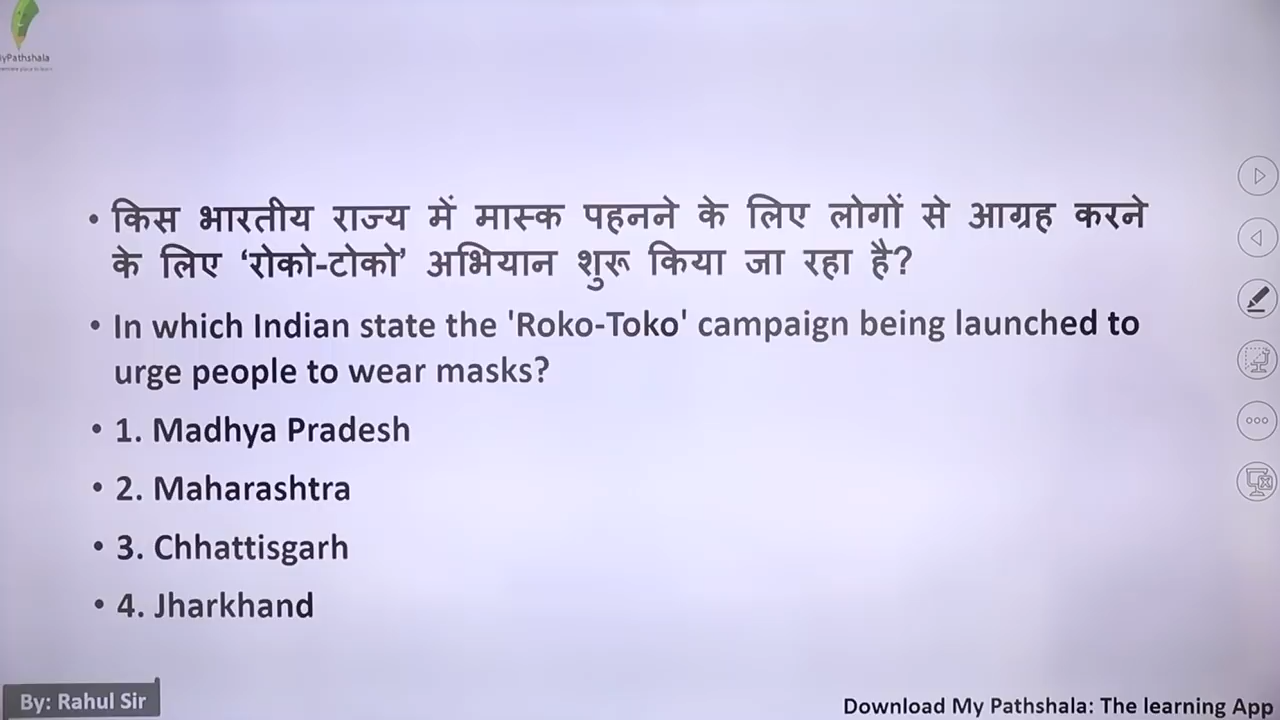 yPathshala
• किस भारतीय राज्य में मास्क पहनने के लिए लोगों से आग्रह करने
के लिए ‘रोको-टोको’ अभियान शुरू किया जा रहा है?
• In which Indian state the 'Roko-Toko' campaign being launched to
urge people to wear masks?
• 1. Madhya Pradesh
• 2. Maharashtra
• 3. Chhattisgarh
• 4. Jharkhand
By: Rahul Sir
Download My Pathshala: The learning App